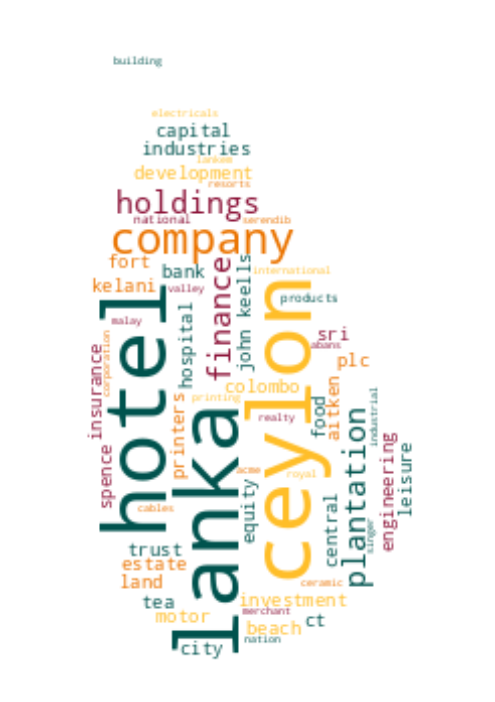 building
electricals
capital
industries
lankem
development
resorts
holdings
national
serendib
company
fort
bank
international
kelani
valley
products
hotel
finance
john keells
ceylon
malay
hospital
sri
abans
plc
insurance
corporation
colombo
printing
aitken
food
industrial
lanka
printers
realty
plantation
spence
acme
royal
engineering
leisure
equity
central
singer
cables
trust
estate
land
ceramic
tea
investment
merchant
motor
beach
ct
city
nation